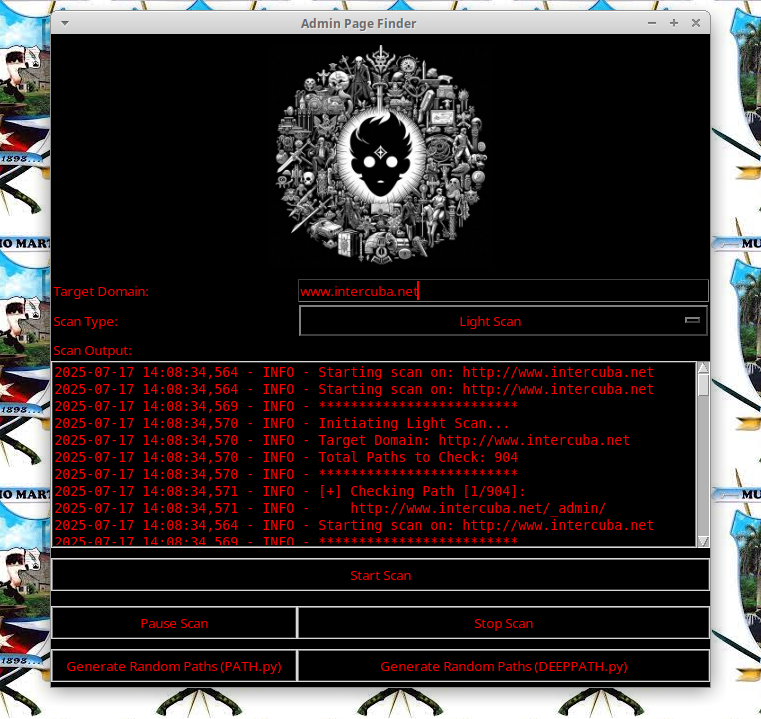 Admin Page Finder
Target Domain:
www.intercuba.net
Scan Type:
Light Scan
Scan Output:
2025-07-17 14:08:34,564 - INFO - Starting scan on: http://www.intercuba.net
2025-07-17 14:08:34,564 - INFO - Starting scan on: http://www.intercuba.net
2025-07-17 14:08:34,569 - INFO - *************************
2025-07-17 14:08:34,570 - INFO - Initiating Light Scan...
2025-07-17 14:08:34,570 - INFO - Target Domain: http://www.intercuba.net
2025-07-17 14:08:34,570 - INFO - Total Paths to Check: 904
2025-07-17 14:08:34,570 - INFO - *************************
2025-07-17 14:08:34,571 - INFO - [+] Checking Path [1/904]:
2025-07-17 14:08:34,571 - INFO -     http://www.intercuba.net/_admin/
2025-07-17 14:08:34,564 - INFO - Starting scan on: http://www.intercuba.net
2025-07-17 14:08:34,569 - INFO - *************************
Start Scan
Pause Scan
Stop Scan
Generate Random Paths (PATH.py)
Generate Random Paths (DEEPPATH.py)
1898...
IO MART
MU
1898...
IO MART
MU
1898...